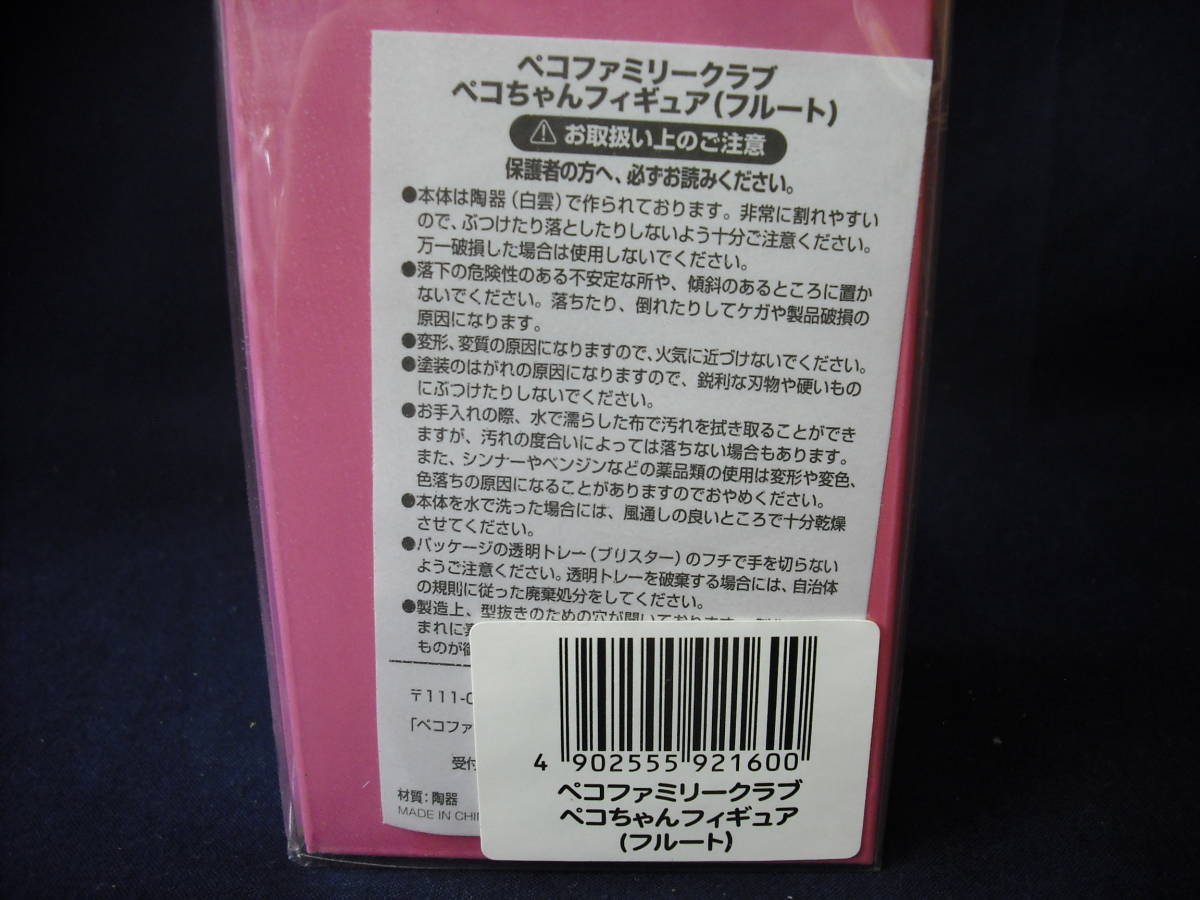 ペコファミリークラブ
ペコちゃんフィギュア(フルート)
⚠ お取扱い上のご注意
保護者の方へ、必ずお読みください。
●本体は陶器(白雲)で作られております。非常に割れやすい
ので、ぶつけたり落としたりしないよう十分ご注意ください。
万一破損した場合は使用しないでください。
●落下の危険性のある不安定な所や、傾斜のあるところに置か
ないでください。落ちたり、倒れたりしてケガや製品破損の
原因になります。
●変形、変質の原因になりますので、火気に近づけないでください。
●塗装のはがれの原因になりますので、鋭利な刃物や硬いもの
にぶつけたりしないでください。
●お手入れの際、水で濡らした布で汚れを拭き取ることができ
ますが、汚れの度合いによっては落ちない場合もあります。
また、シンナーやベンジンなどの薬品類の使用は変形や変色、
色落ちの原因になることがありますのでおやめください。
●本体を水で洗った場合には、風通しの良いところで十分乾燥
させてください。
●パッケージの透明トレー(ブリスター)のフチで手を切らない
ようご注意ください。透明トレーを破棄する場合には、自治体
の規則に従った廃棄処分をしてください。
●製造上、型抜きのための穴が開いております。
まれに
ものが
〒111-0
「ペコファ
受付
材質:陶器
MADE IN CHI
4 902555 921600
ペコファミリークラブ
ペコちゃんフィギュア
(フルート)